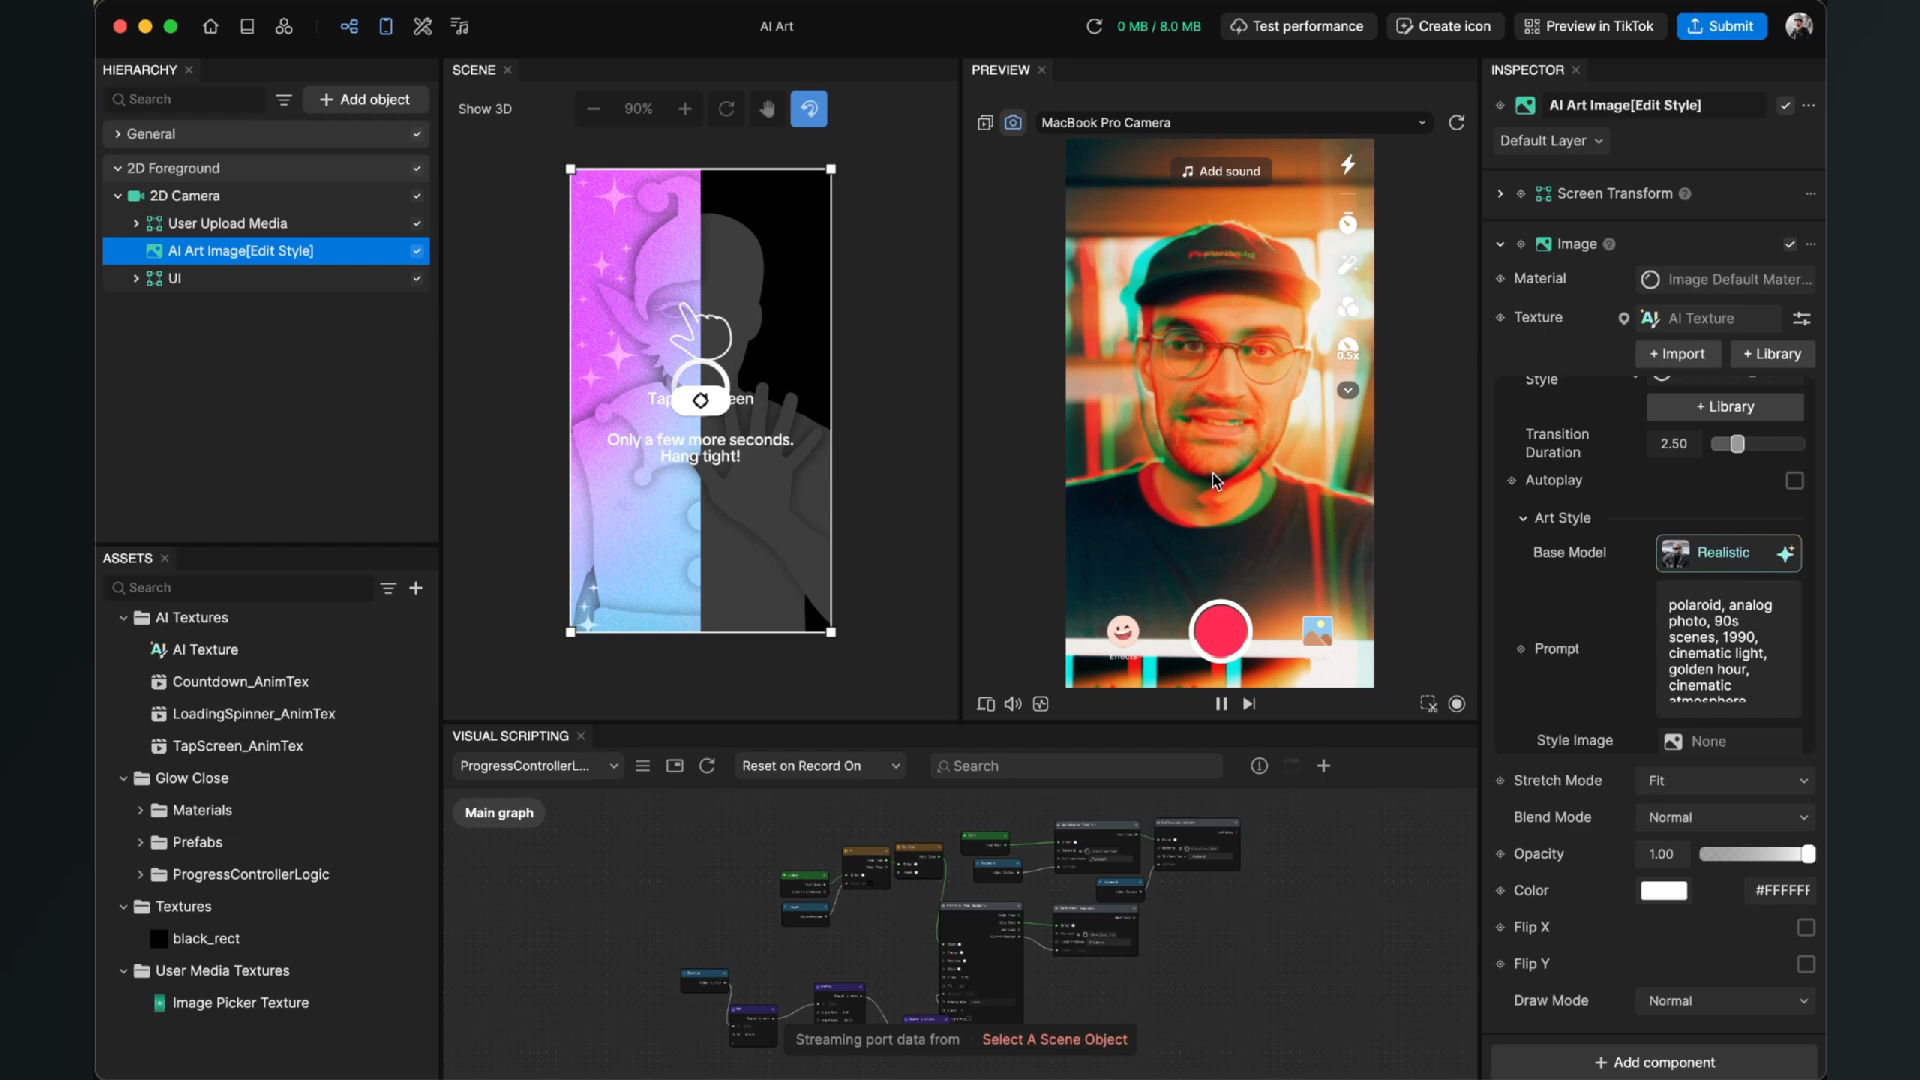 AI Art
0 MB / 8.0 MB
Test performance
Create icon
Preview in TikTok
Submit
HIERARCHY
Search
Add object
General
2D Foreground
2D Camera
User Upload Media
AI Art Image[Edit Style]
UI
ASSETS
Search
AI Textures
AI Texture
Countdown_AnimTex
LoadingSpinner_AnimTex
TapScreen_AnimTex
Glow Close
Materials
Prefabs
ProgressControllerLogic
Textures
black_rect
User Media Textures
Image Picker Texture
SCENE
Show 3D
90%
Only a few more seconds.
Hang tight!
PREVIEW
MacBook Pro Camera
Add sound
0.5x
Effects
VISUAL SCRIPTING
ProgressControllerL...
Reset on Record On
Search
Main graph
Streaming port data from Select A Scene Object
INSPECTOR
AI Art Image[Edit Style]
Default Layer
Screen Transform
Image
Material
Image Default Mater...
Texture
AI Texture
+ Import
+ Library
Style
+ Library
Transition
Duration
2.50
Autoplay
Art Style
Base Model
Realistic
Prompt
polaroid, analog
photo, 90s
scenes, 1990,
cinematic light,
golden hour,
cinematic
atmosphere
Style Image
None
Stretch Mode
Fit
Blend Mode
Normal
Opacity
1.00
Color
#FFFFFF
Flip X
Flip Y
Draw Mode
Normal
+ Add component